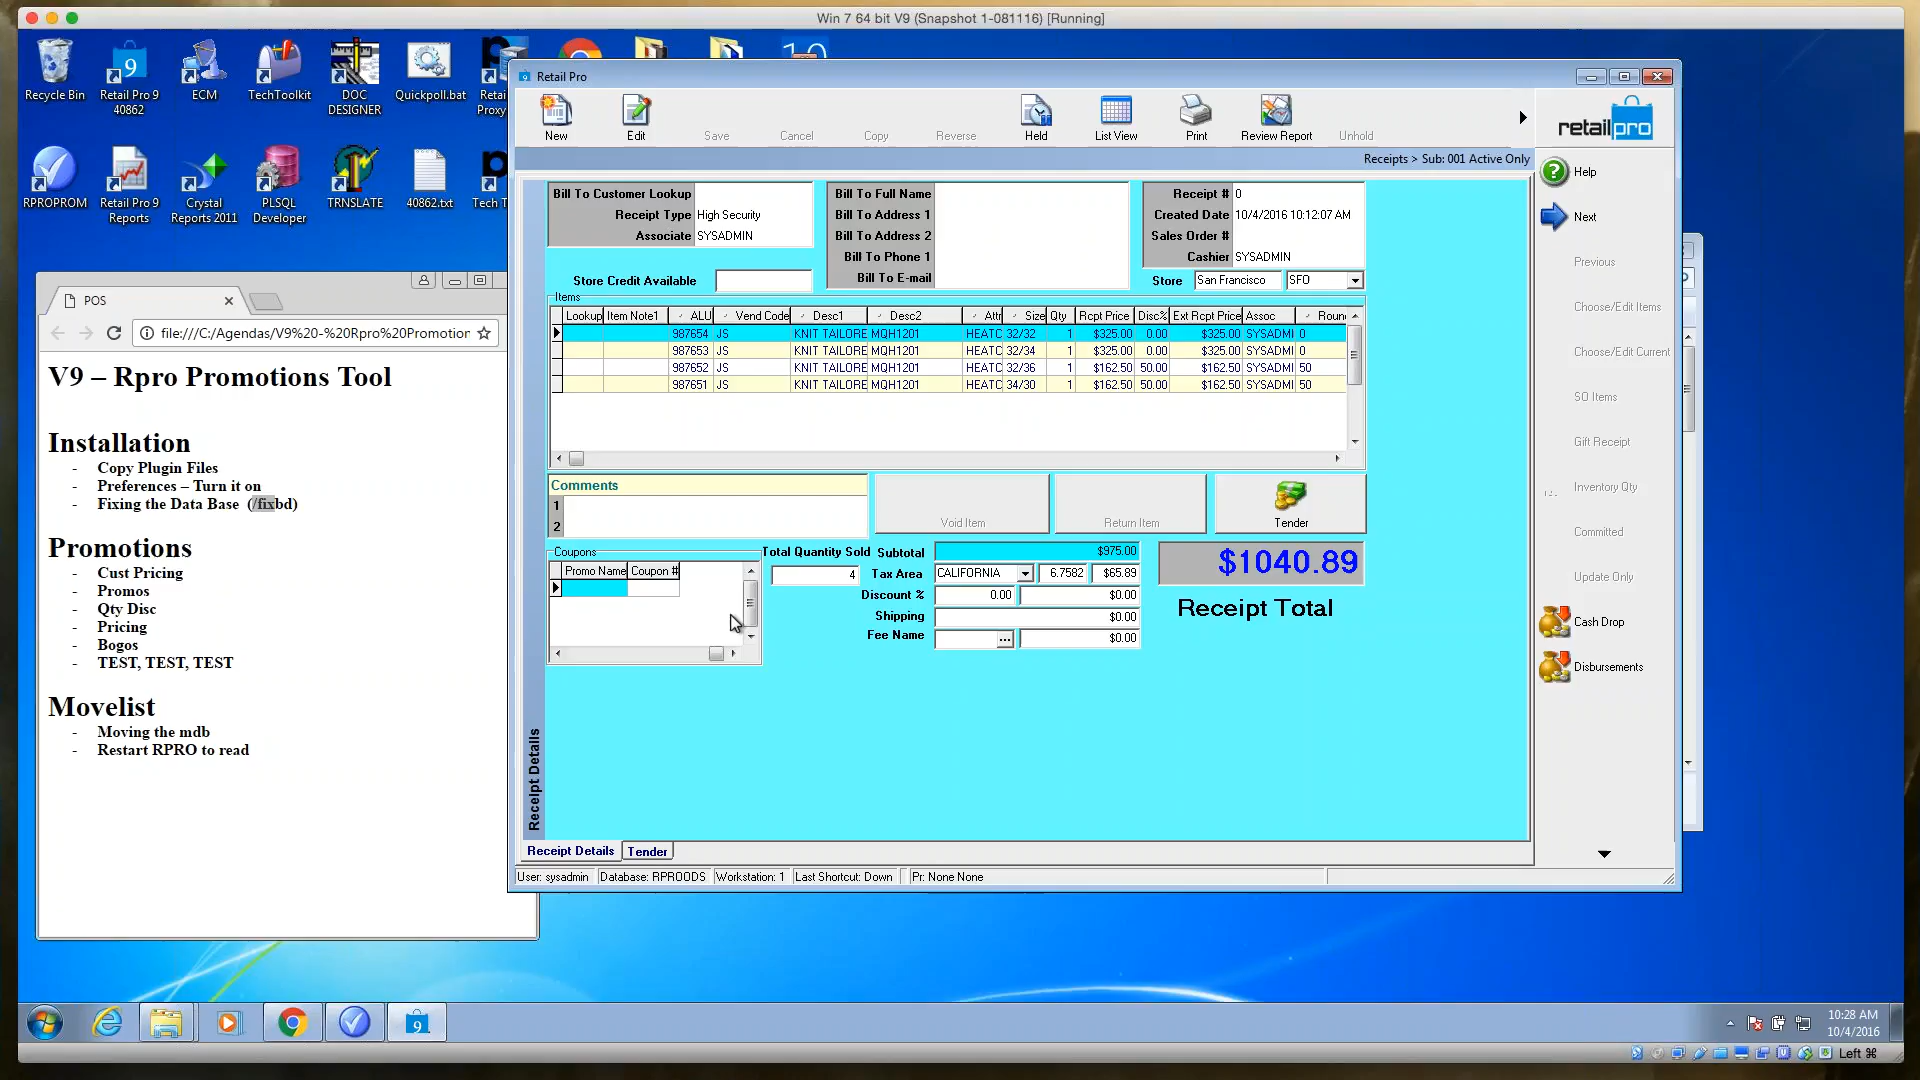 Win 7 64 bit V9 (Snapshot 1-081116) [Running]
Recycle Bin
Retail Pro 9 40862
ECM
TechToolkit
DOC DESIGNER
Quickpoll.bat
Retai
Proxy
RPROPROM
Retail Pro 9 Reports
Crystal Reports 2011
PLSQL Developer
TRNSLATE
40862.txt
Tech T
POS
file:///C:/Agendas/V9%20-%20Rpro%20Promotion
V9 – Rpro Promotions Tool
Installation
- Copy Plugin Files
- Preferences – Turn it on
- Fixing the Data Base (/fixbd)
Promotions
- Cust Pricing
- Promos
- Qty Disc
- Pricing
- Bogos
- TEST, TEST, TEST
Movelist
- Moving the mdb
- Restart RPRO to read
Retail Pro
New Edit Save Cancel Copy Reverse Held List View Print Review Report Unhold
retailpro
Receipts > Sub: 001 Active Only
Bill To Customer Lookup
Receipt Type High Security
Associate SYSADMIN
Store Credit Available
Bill To Full Name
Bill To Address 1
Bill To Address 2
Bill To Phone 1
Bill To E-mail
Receipt # 0
Created Date 10/4/2016 10:12:07 AM
Sales Order #
Cashier SYSADMIN
Store San Francisco SFO
Items
Lookup Item Note1 ALU Vend Code Desc1 Desc2 Attr Size Qty Rcpt Price Disc% Ext Rcpt Price Assoc Roun
987654 JS KNIT TAILORE MQH1201 HEATC 32/32 1 $325.00 0.00 $325.00 SYSADMI 0
987653 JS KNIT TAILORE MQH1201 HEATC 32/34 1 $325.00 0.00 $325.00 SYSADMI 0
987652 JS KNIT TAILORE MQH1201 HEATC 32/36 1 $162.50 50.00 $162.50 SYSADMI 50
987651 JS KNIT TAILORE MQH1201 HEATC 34/30 1 $162.50 50.00 $162.50 SYSADMI 50
Comments
1
2
Void Item
Return Item
Tender
Coupons
Promo Name Coupon #
Total Quantity Sold
4
Subtotal $975.00
Tax Area CALIFORNIA 6.7582 $65.89
Discount % 0.00 $0.00
Shipping $0.00
Fee Name ... $0.00
$1040.89
Receipt Total
Receipt Details
Receipt Details Tender
User: sysadmin Database: RPROODS Workstation: 1 Last Shortcut: Down Pr: None None
Help
Next
Previous
Choose/Edit Items
Choose/Edit Current
SO Items
Gift Receipt
Inventory Qty
Committed
Update Only
Cash Drop
Disbursements
10:28 AM
10/4/2016
Left ⌘